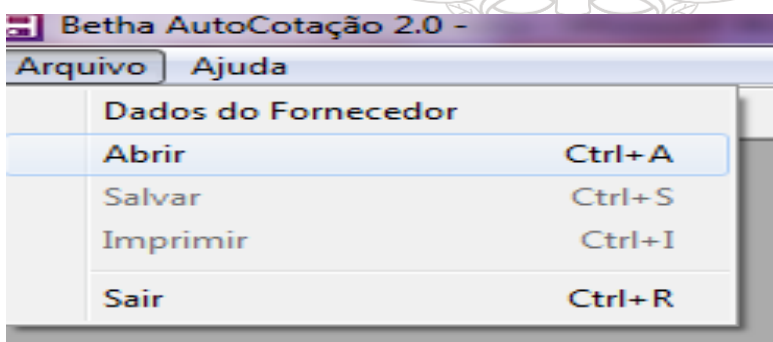 Betha AutoCotação 2.0 -
Arquivo Ajuda
Dados do Fornecedor
Abrir Ctrl+A
Salvar Ctrl+S
Imprimir Ctrl+I
Sair Ctrl+R